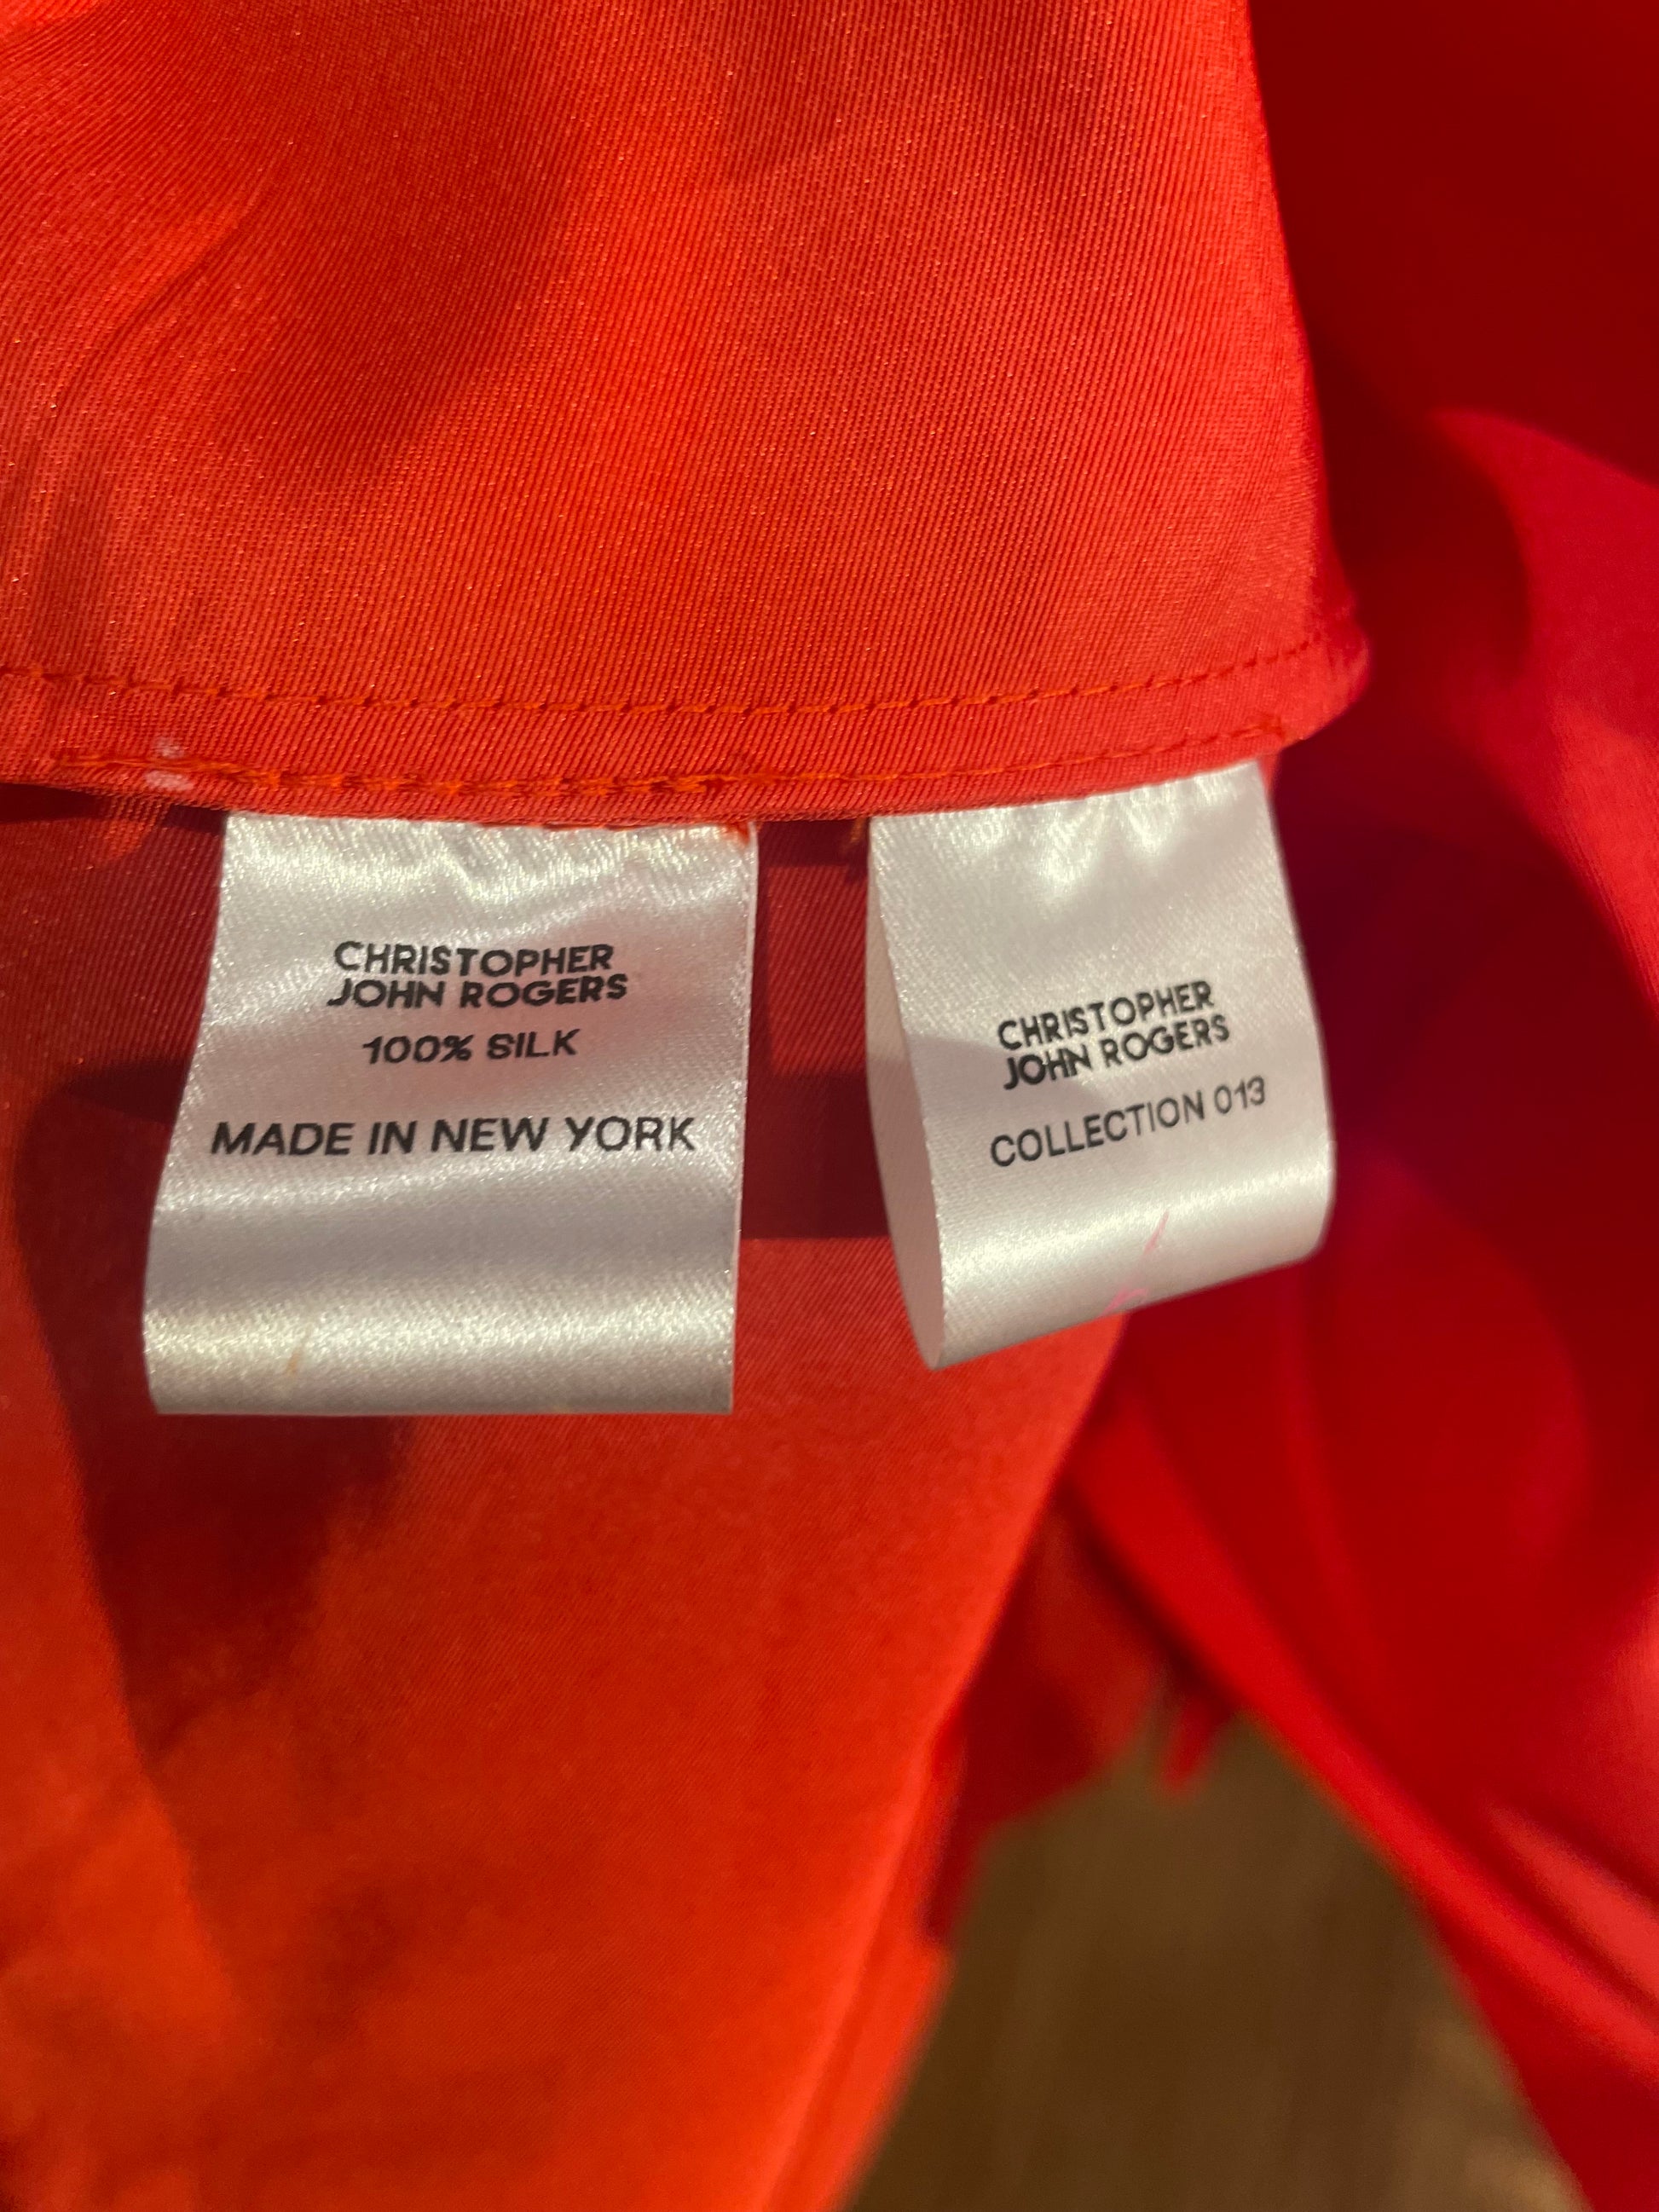 CHRISTOPHER
JOHN ROGERS
100% SILK
MADE IN NEW YORK
CHRISTOPHER
JOHN ROGERS
COLLECTION 013